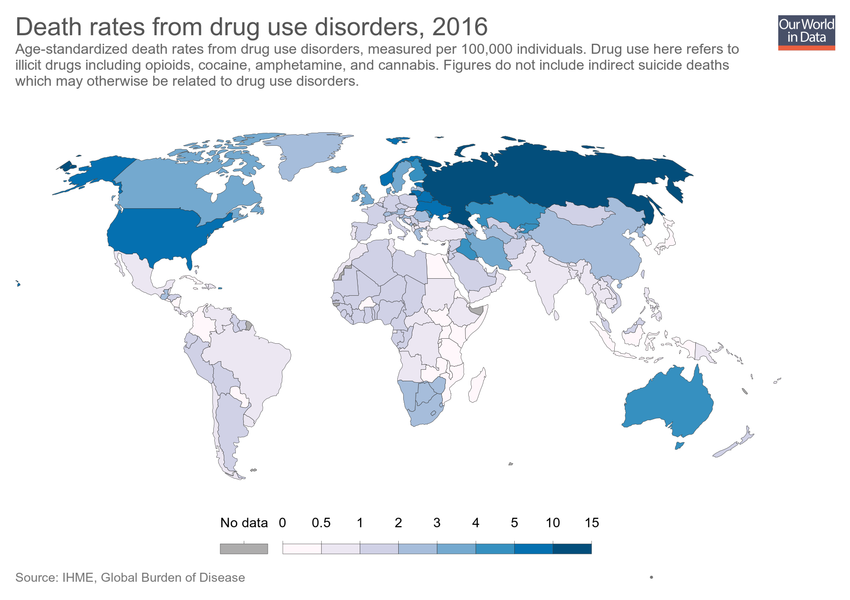 Death rates from drug use disorders, 2016
Our World
in Data
Age-standardized death rates from drug use disorders, measured per 100,000 individuals. Drug use here refers to
illicit drugs including opioids, cocaine, amphetamine, and cannabis. Figures do not include indirect suicide deaths
which may otherwise be related to drug use disorders.
No data 0 0.5 1 2 3 4 5 10 15
Source: IHME, Global Burden of Disease